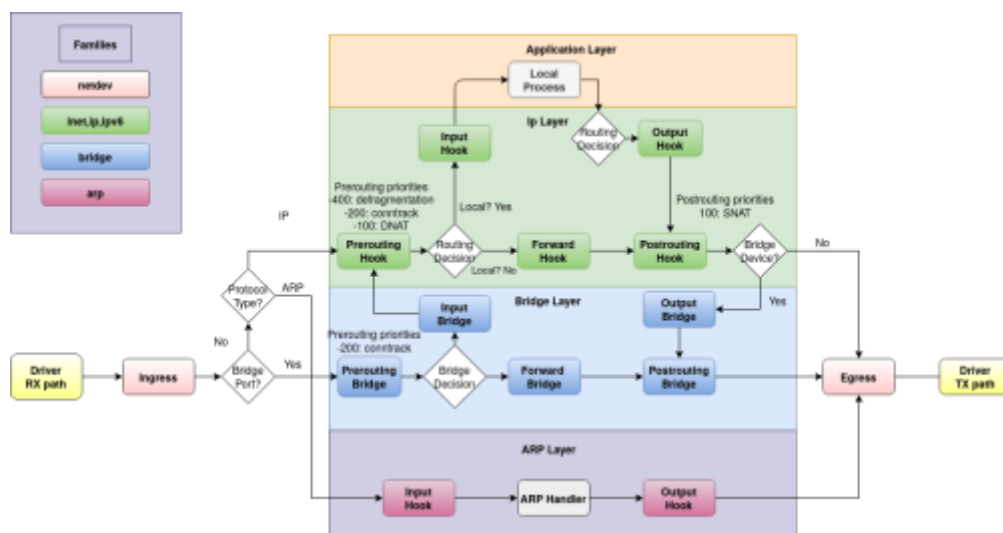 Families
netdev
inet,ip,ipv6
bridge
arp
Application Layer
Local
Process
Ip Layer
Routing
Decision
Input
Hook
Output
Hook
Prerouting priorities
-400: defragmentation
-200: conntrack
-100: DNAT
Local? Yes
Postrouting priorities
100: SNAT
IP
Prerouting
Hook
Routing
Decision
Local? No
Forward
Hook
Postrouting
Hook
Bridge
Device?
No
Yes
Protocol
Type?
ARP
Bridge Layer
Input
Bridge
Output
Bridge
No
Prerouting priorities
-200: conntrack
Driver
RX path
Ingress
Bridge
Port?
Yes
Prerouting
Bridge
Bridge
Decision
Forward
Bridge
Postrouting
Bridge
Egress
Driver
TX path
ARP Layer
Input
Hook
ARP Handler
Output
Hook